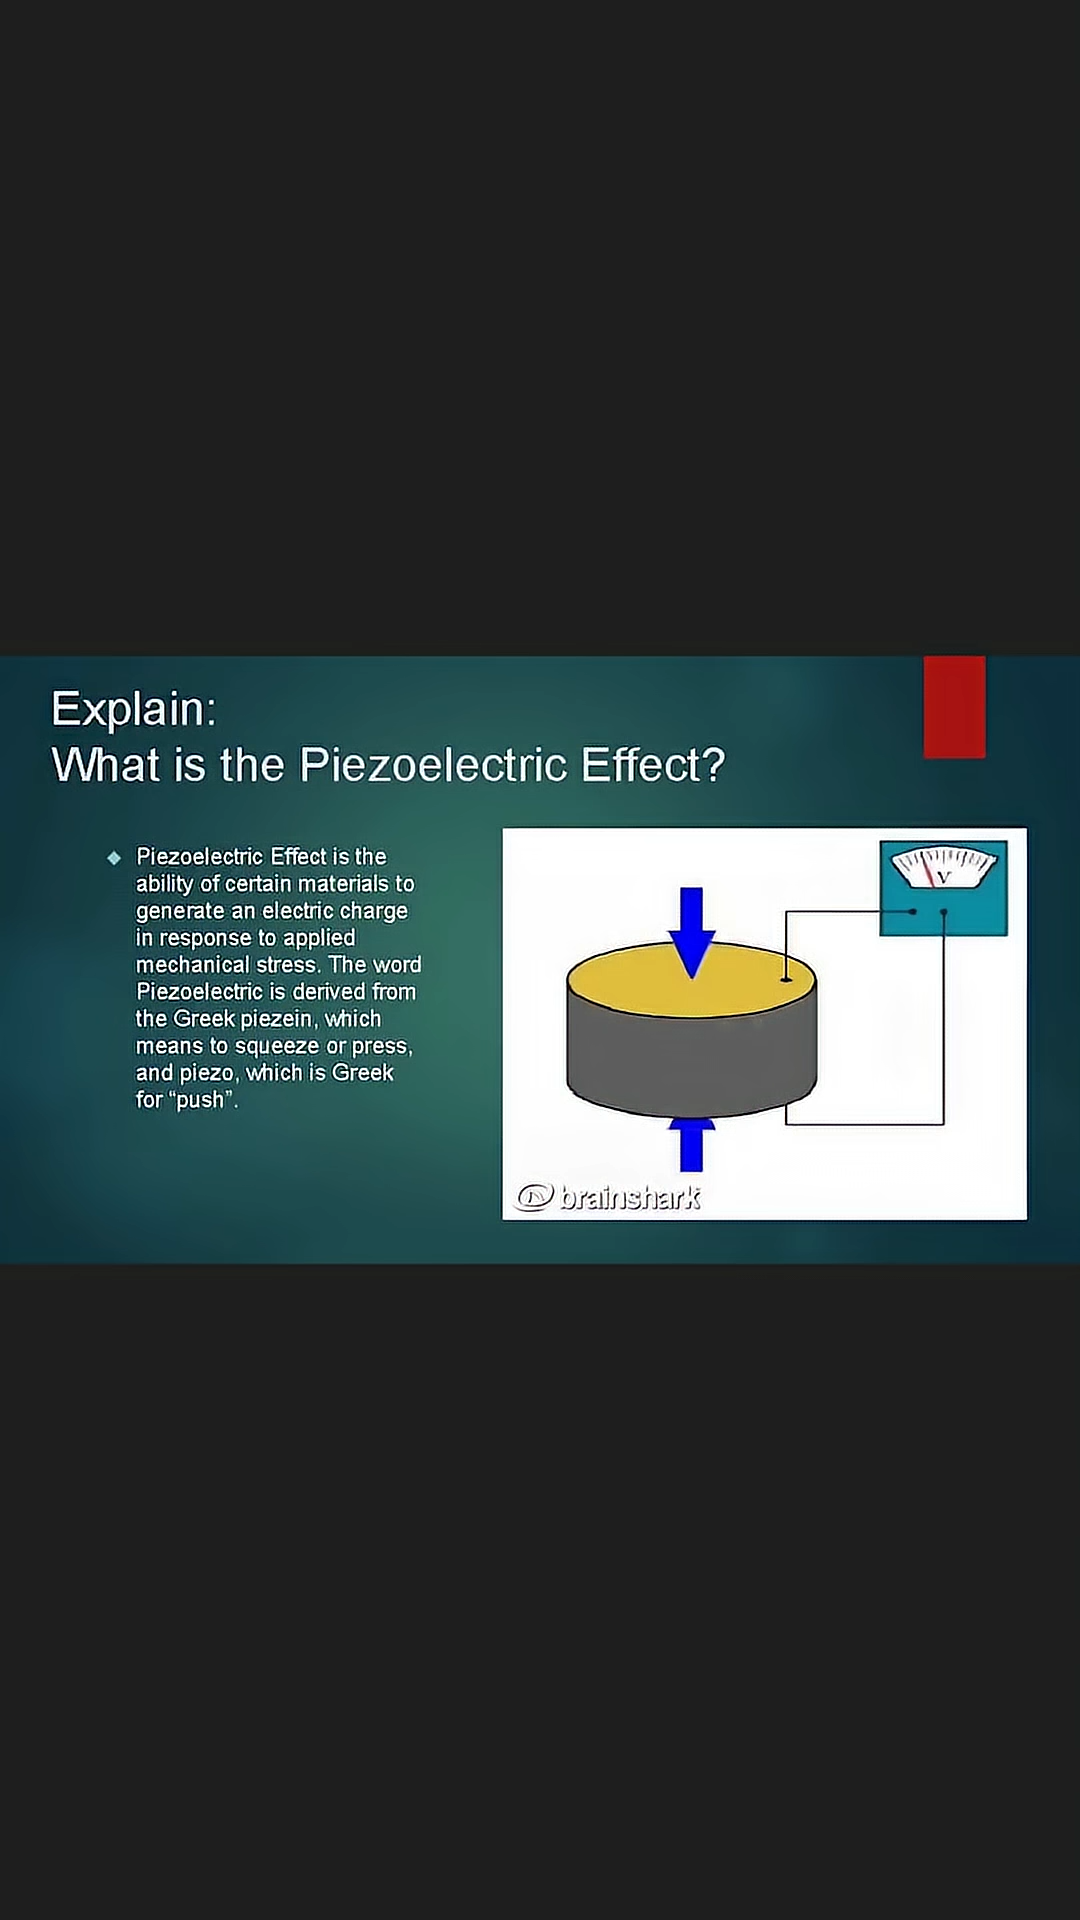 Explain:
What is the Piezoelectric Effect?
Piezoelectric Effect is the
ability of certain materials to
generate an electric charge
in response to applied
mechanical stress. The word
Piezoelectric is derived from
the Greek piezein, which
means to squeeze or press,
and piezo, which is Greek
for “push”.
V
brainshark